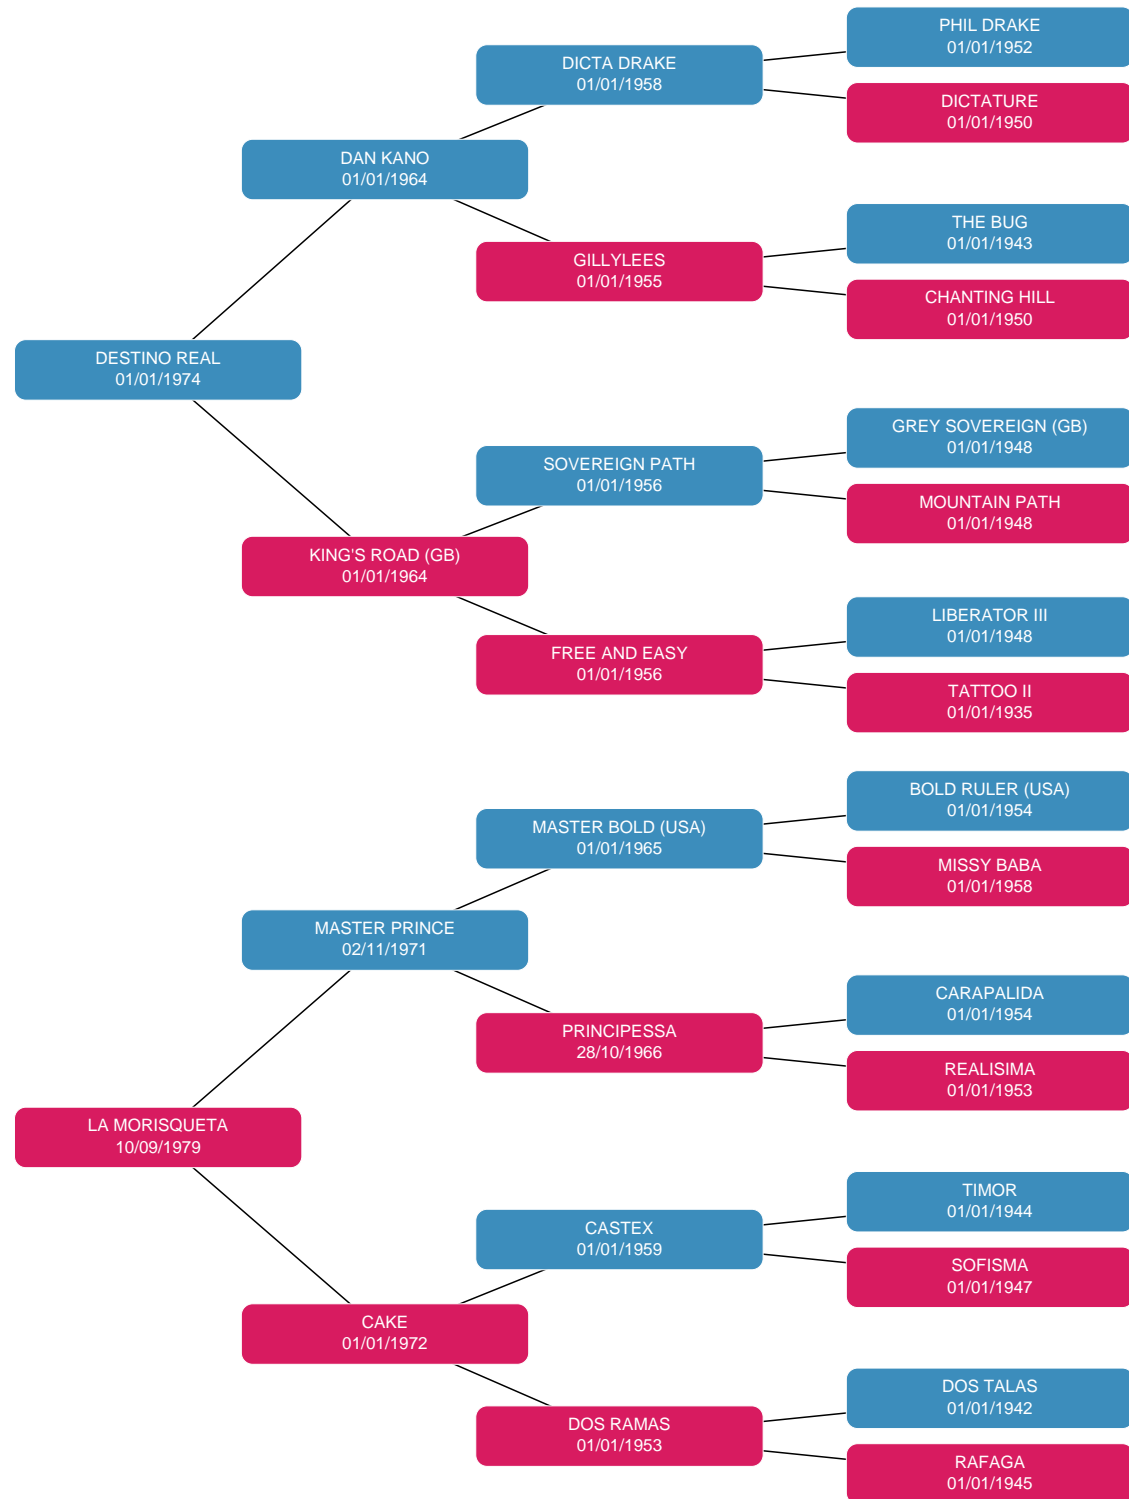 PHIL DRAKE
01/01/1952
DICTA DRAKE
01/01/1958
DICTATURE
01/01/1950
DAN KANO
01/01/1964
THE BUG
01/01/1943
GILLYLEES
01/01/1955
CHANTING HILL
01/01/1950
DESTINO REAL
01/01/1974
GREY SOVEREIGN (GB)
01/01/1948
SOVEREIGN PATH
01/01/1956
MOUNTAIN PATH
01/01/1948
KING'S ROAD (GB)
01/01/1964
LIBERATOR III
01/01/1948
FREE AND EASY
01/01/1956
TATTOO II
01/01/1935
BOLD RULER (USA)
01/01/1954
MASTER BOLD (USA)
01/01/1965
MISSY BABA
01/01/1958
MASTER PRINCE
02/11/1971
CARAPALIDA
01/01/1954
PRINCIPESSA
28/10/1966
REALISIMA
01/01/1953
LA MORISQUETA
10/09/1979
TIMOR
01/01/1944
CASTEX
01/01/1959
SOFISMA
01/01/1947
CAKE
01/01/1972
DOS TALAS
01/01/1942
DOS RAMAS
01/01/1953
RAFAGA
01/01/1945